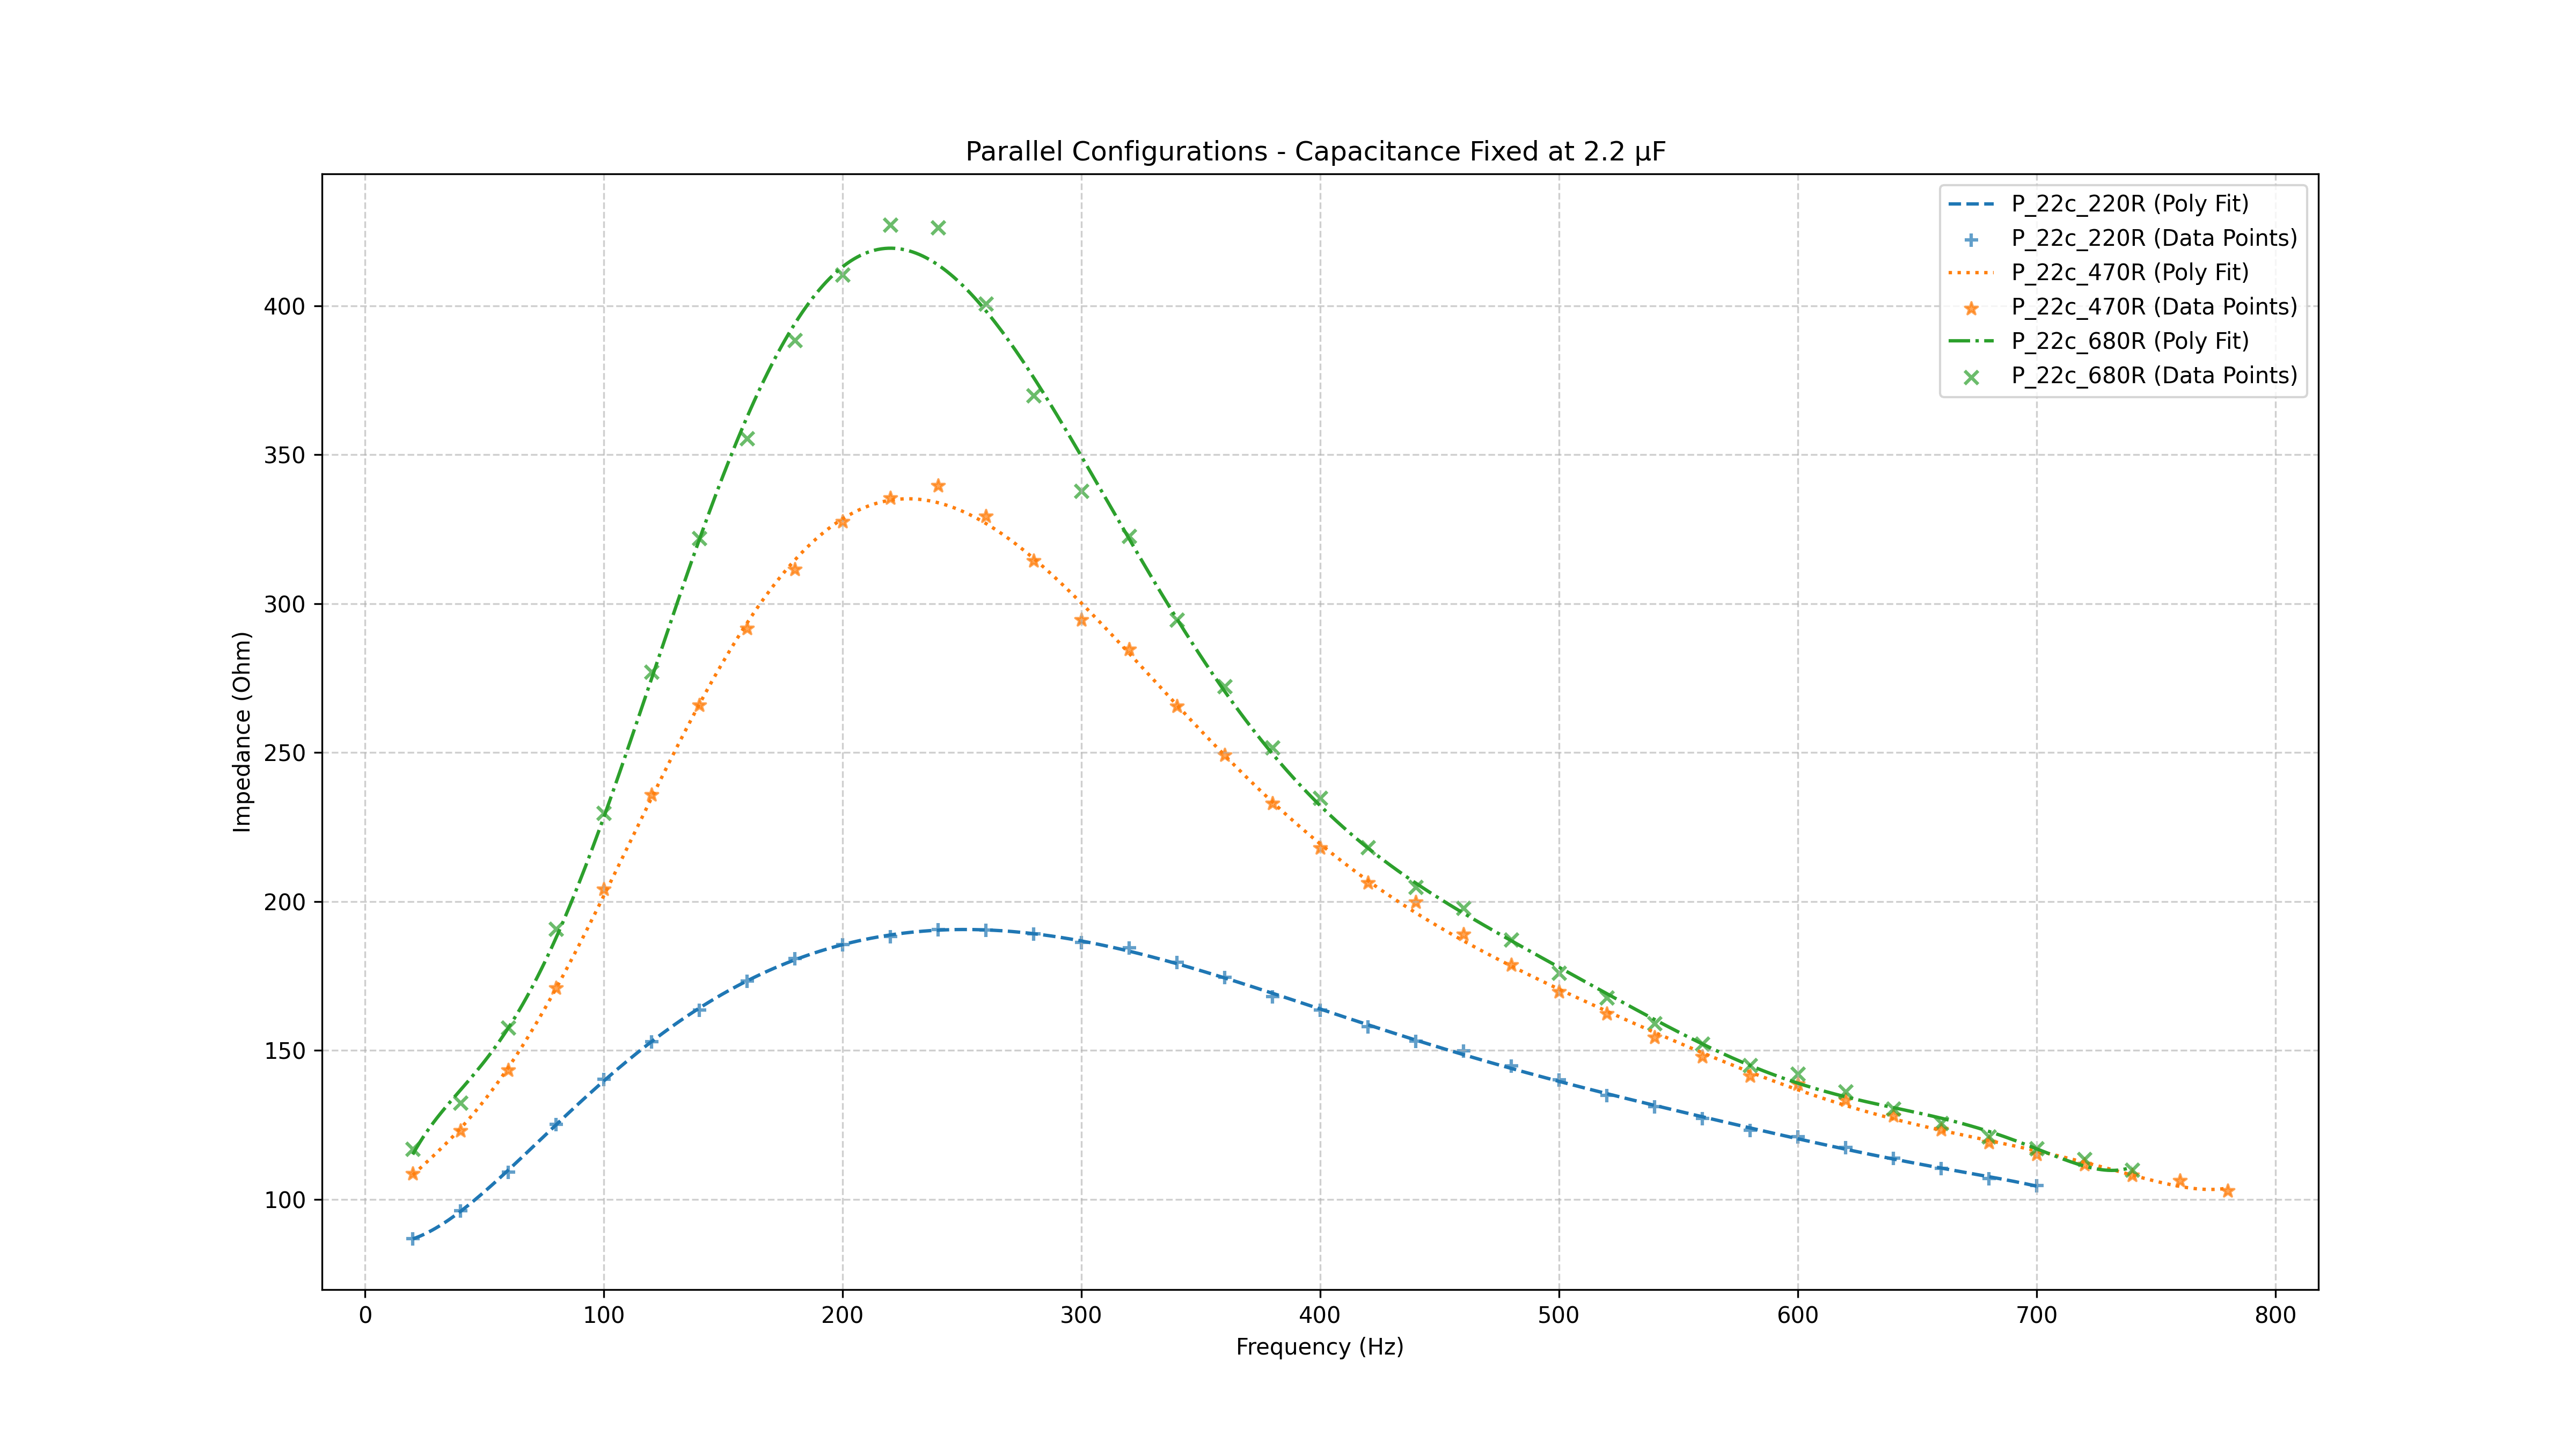 Parallel Configurations - Capacitance Fixed at 2.2 µF
P_22c_220R (Poly Fit)
P_22c_220R (Data Points)
P_22c_470R (Poly Fit)
P_22c_470R (Data Points)
P_22c_680R (Poly Fit)
P_22c_680R (Data Points)
400
350
300
250
200
150
100
Impedance (Ohm)
0 100 200 300 400 500 600 700 800
Frequency (Hz)